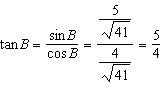 tan B = sin B / cos B = (5/√41) / (4/√41) = 5/4